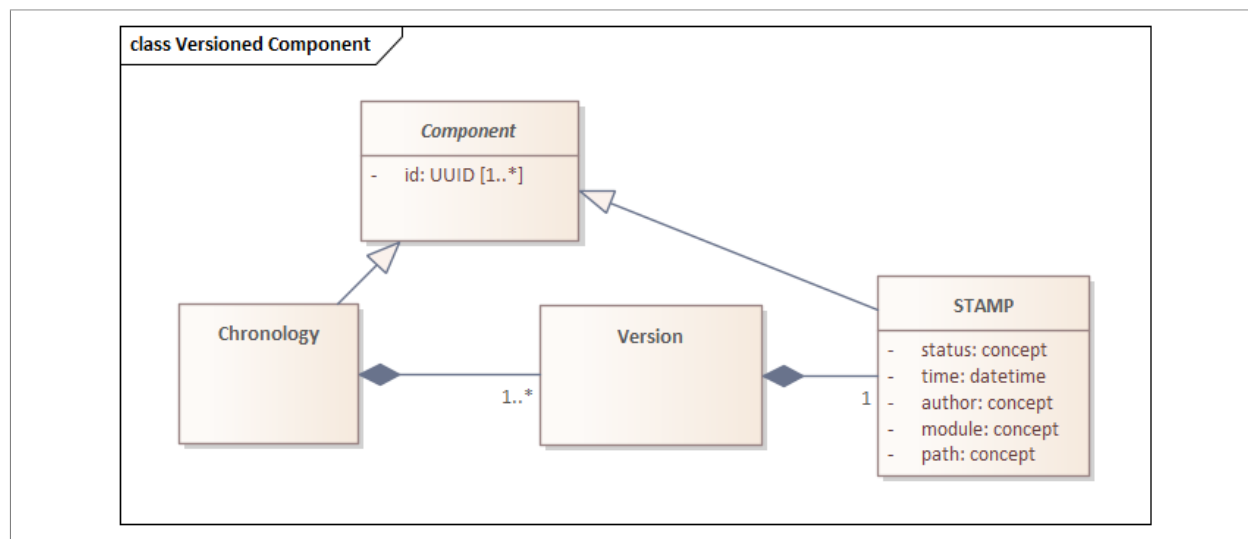 class Versioned Component
Component
- id: UUID [1..*]
Chronology
1..*
Version
1
STAMP
- status: concept
- time: datetime
- author: concept
- module: concept
- path: concept